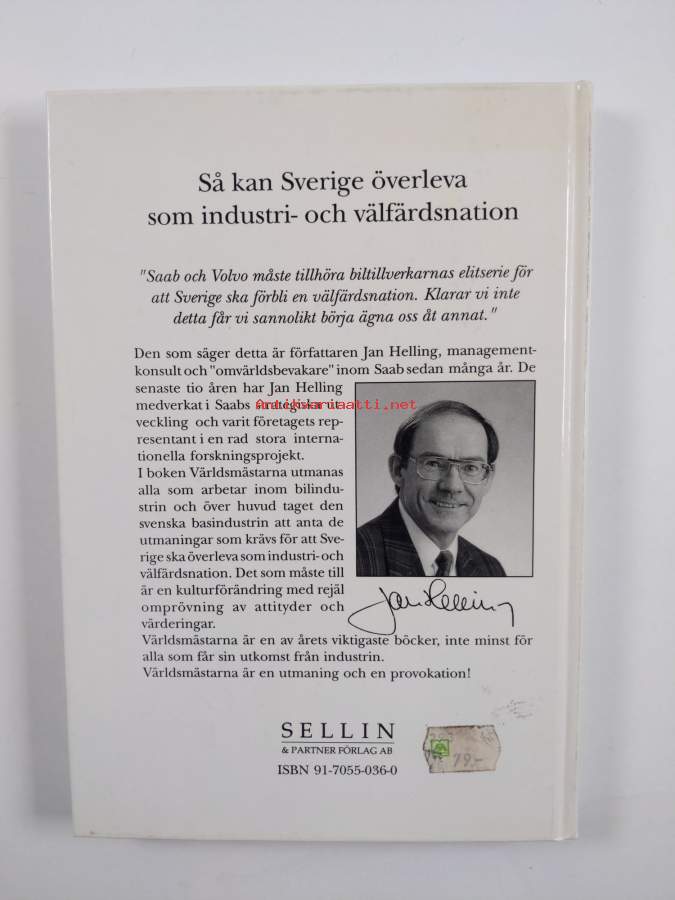 Så kan Sverige överleva
som industri- och välfärdsnation
"Saab och Volvo måste tillhöra biltillverkarnas elitserie för
att Sverige ska förbli en välfärdsnation. Klarar vi inte
detta får vi sannolikt börja ägna oss åt annat."
Den som säger detta är författaren Jan Helling, management-
konsult och "omvärldsbevakare" inom Saab sedan många år. De
senaste tio åren har Jan Helling
medverkat i Saabs strategiska ut-
veckling och varit företagets rep-
resentant i en rad stora interna-
tionella forskningsprojekt.
I boken Världsmästarna utmanas
alla som arbetar inom bilindu-
strin och över huvud taget den
svenska basindustrin att anta de
utmaningar som krävs för att Sve-
rige ska överleva som industri- och
välfärdsnation. Det som måste till
är en kulturförändring med rejäl
omprövning av attityder och
värderingar.
Världsmästarna är en av årets viktigaste böcker, inte minst för
alla som får sin utkomst från industrin.
Världsmästarna är en utmaning och en provokation!
Antikvariaatti.net
Jan Helling
SELLIN
& PARTNER FÖRLAG AB
ISBN 91-7055-036-0
79.-